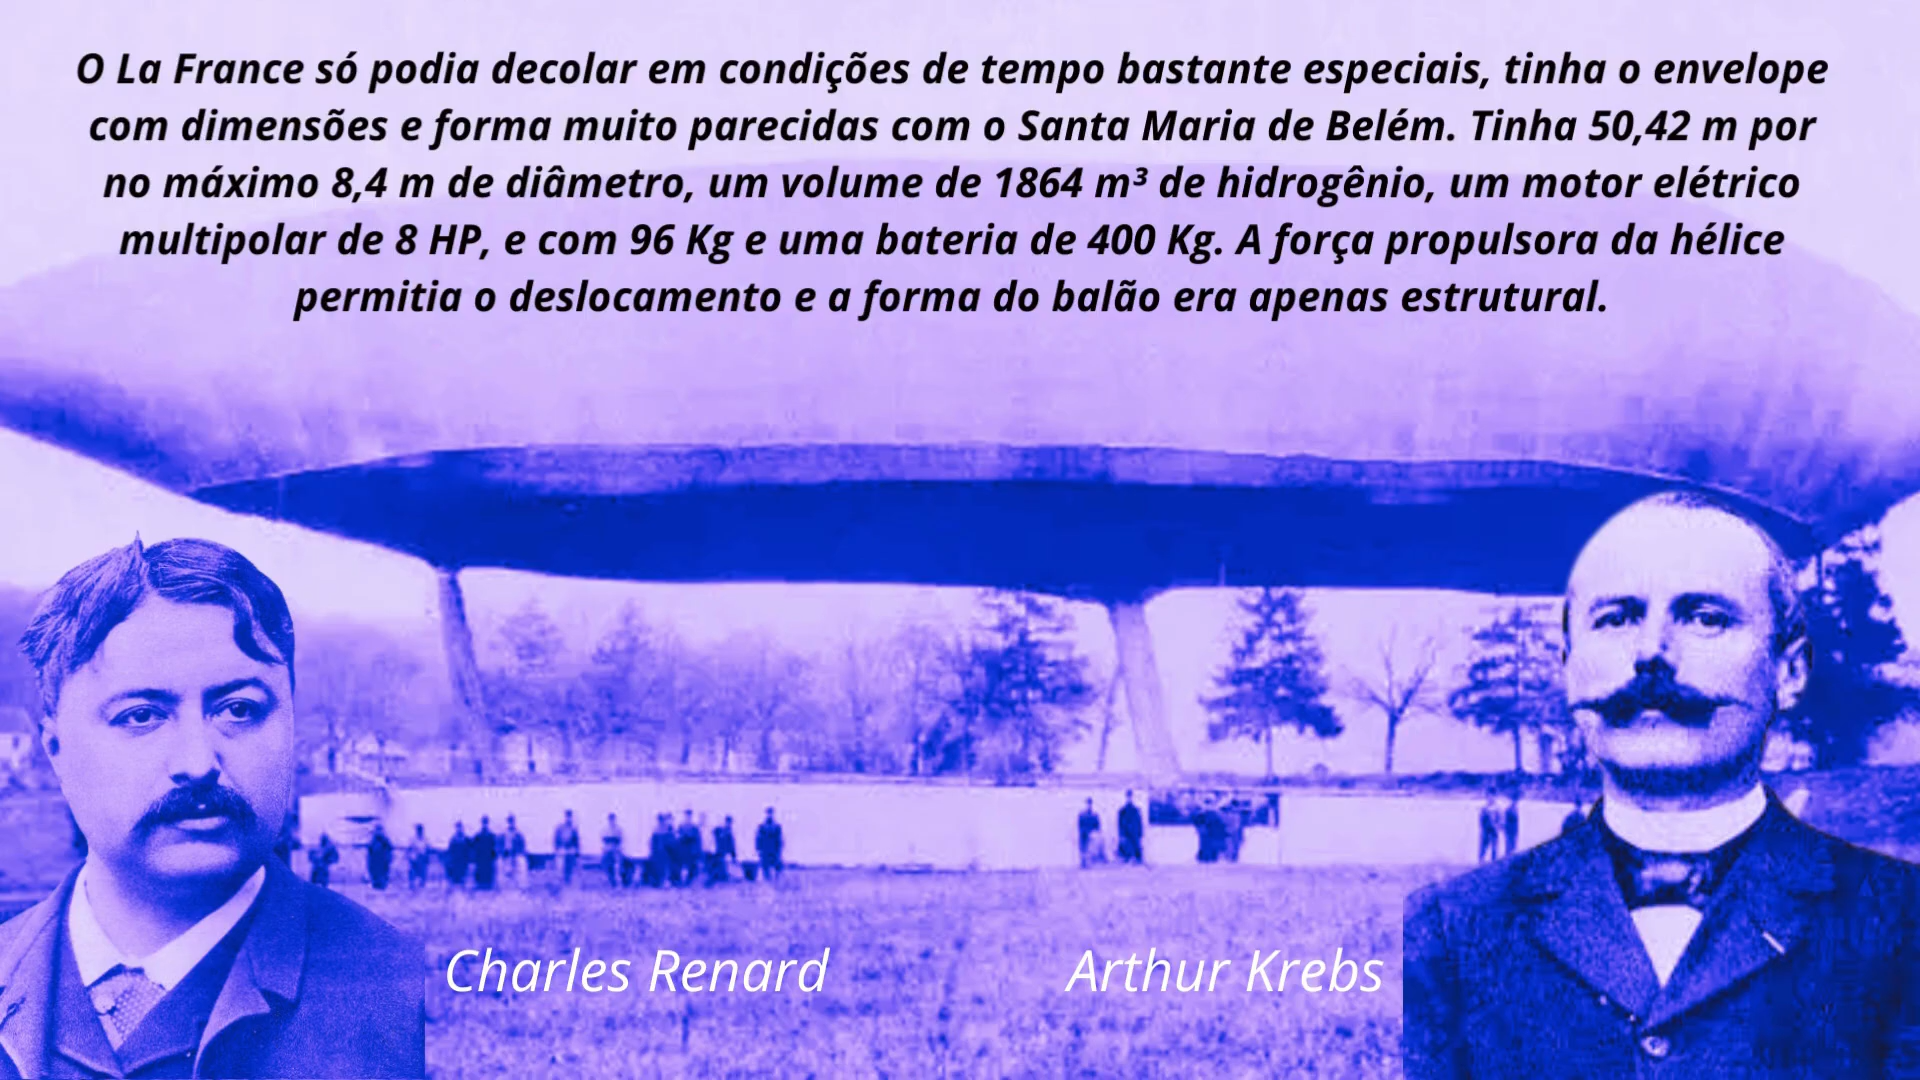 O La France só podia decolar em condições de tempo bastante especiais, tinha o envelope
com dimensões e forma muito parecidas com o Santa Maria de Belém. Tinha 50,42 m por
no máximo 8,4 m de diâmetro, um volume de 1864 m³ de hidrogênio, um motor elétrico
multipolar de 8 HP, e com 96 Kg e uma bateria de 400 Kg. A força propulsora da hélice
permitia o deslocamento e a forma do balão era apenas estrutural.
Charles Renard
Arthur Krebs